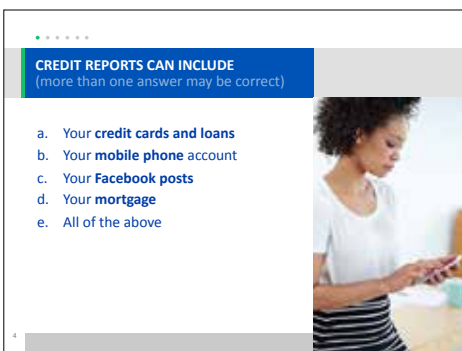 CREDIT REPORTS CAN INCLUDE
(more than one answer may be correct)
a. Your credit cards and loans
b. Your mobile phone account
c. Your Facebook posts
d. Your mortgage
e. All of the above
4